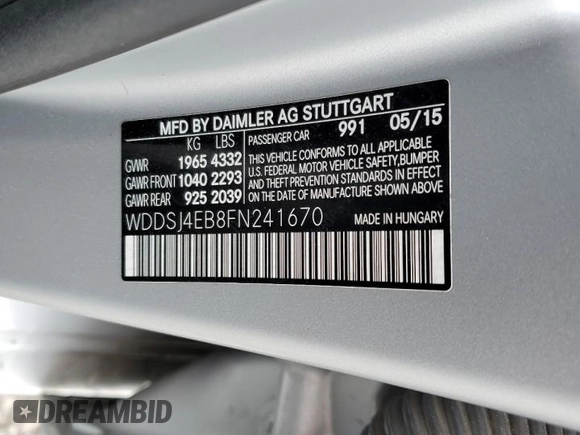 MFD BY DAIMLER AG STUTTGART
KG LBS
PASSENGER CAR 991 05/15
GVWR 1965 4332
GAWR FRONT 1040 2293
GAWR REAR 925 2039
THIS VEHICLE CONFORMS TO ALL APPLICABLE
U.S. FEDERAL MOTOR VEHICLE SAFETY, BUMPER
AND THEFT PREVENTION STANDARDS IN EFFECT
ON THE DATE OF MANUFACTURE SHOWN ABOVE
WDDSJ4EB8FN241670
MADE IN HUNGARY
DREAMBID